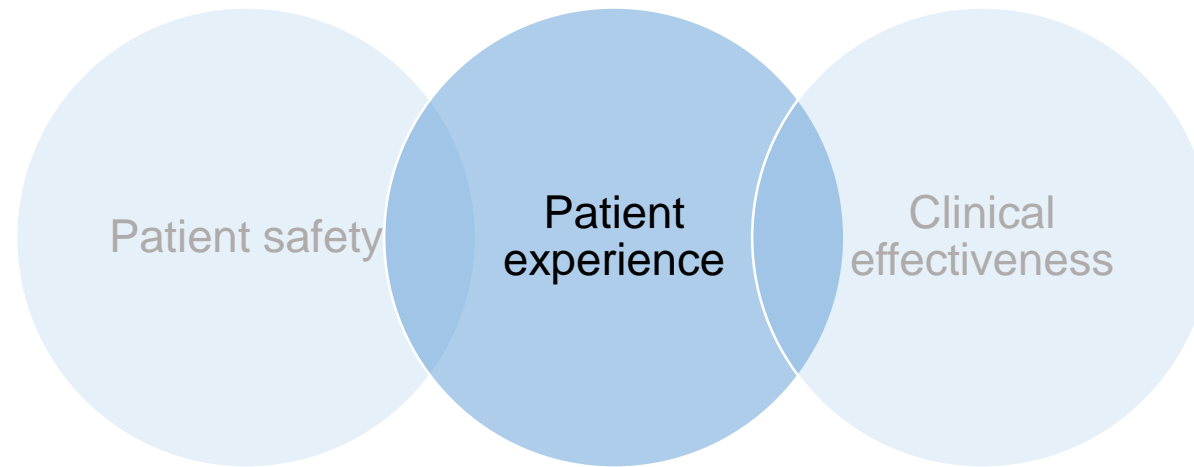 Patient safety
Patient
experience
Clinical
effectiveness